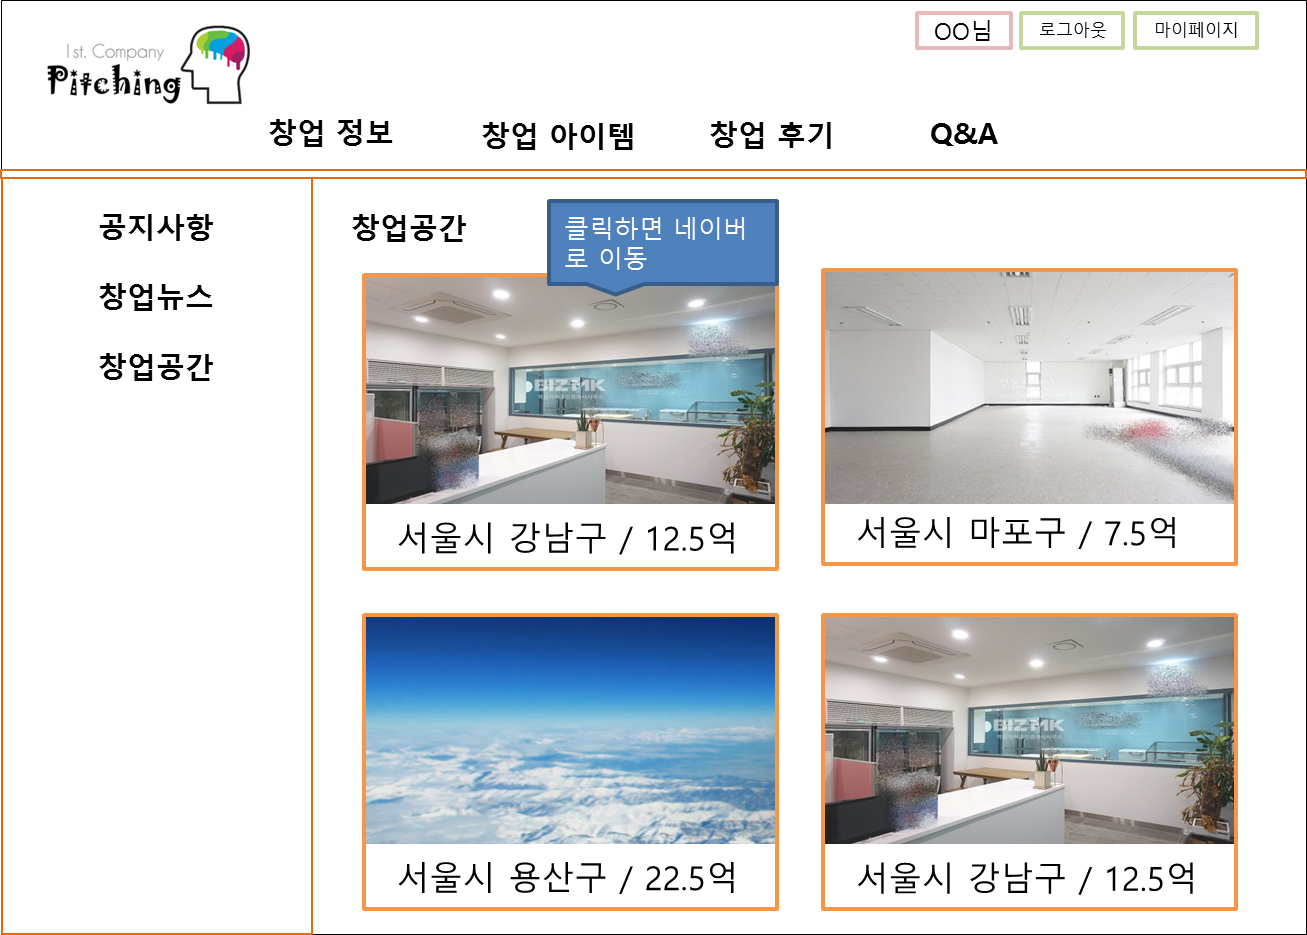 OO님
로그아웃
마이페이지
1st. Company
Pitching
창업 정보
창업 아이템
창업 후기
Q&A
공지사항
창업뉴스
창업공간
창업공간
클릭하면 네이버
로 이동
BIZMK
서울시 강남구 / 12.5억
서울시 마포구 / 7.5억
서울시 용산구 / 22.5억
BIZMK
서울시 강남구 / 12.5억